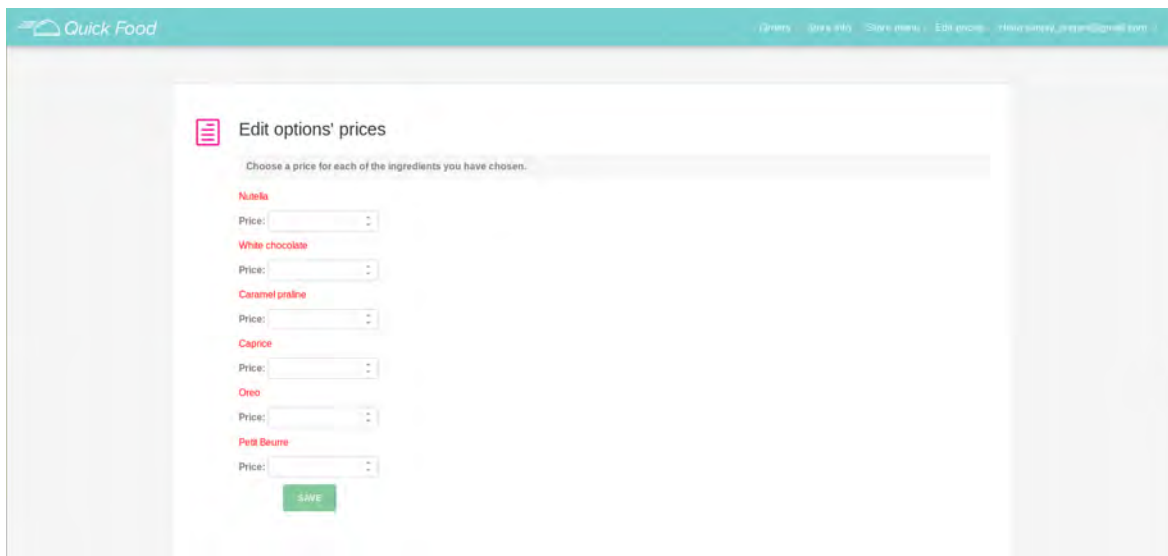 Quick Food
Orders Store info Store menu Edit prices
Edit options' prices
Choose a price for each of the ingredients you have chosen.
Nutella
Price:
White chocolate
Price:
Caramel praline
Price:
Caprice
Price:
Oreo
Price:
Petit Beurre
Price:
SAVE